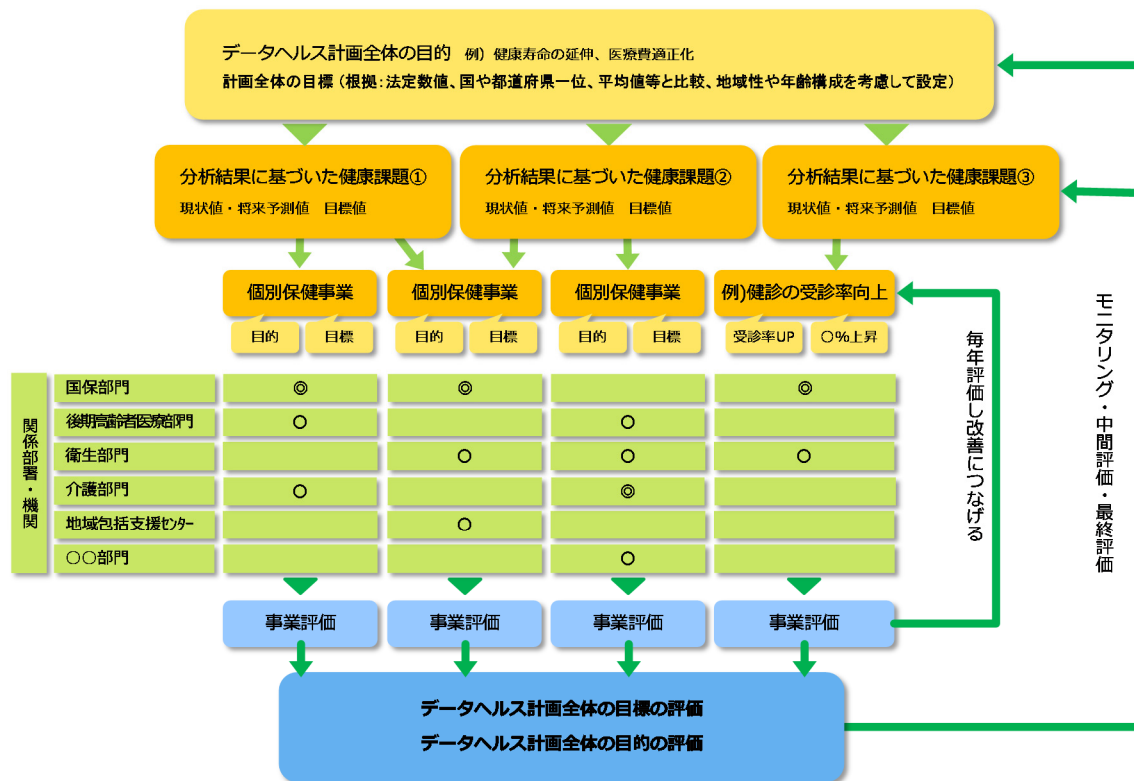 データヘルス計画全体の目的 例）健康寿命の延伸、医療費適正化
計画全体の目標（根拠：法定数値、国や都道府県一位、平均値等と比較、地域性や年齢構成を考慮して設定）
分析結果に基づいた健康課題①
現状値・将来予測値 目標値
分析結果に基づいた健康課題②
現状値・将来予測値 目標値
分析結果に基づいた健康課題③
現状値・将来予測値 目標値
個別保健事業
目的
目標
個別保健事業
目的
目標
個別保健事業
目的
目標
例)健診の受診率向上
受診率UP
〇%上昇
関係部署・機関
国保部門 ◎ ◎ ◎
後期高齢者医療部門 〇 〇
衛生部門 〇 〇 〇
介護部門 〇 ◎
地域包括支援センター 〇
〇〇部門 〇
事業評価
事業評価
事業評価
事業評価
毎年評価し改善につなげる
モニタリング・中間評価・最終評価
データヘルス計画全体の目標の評価
データヘルス計画全体の目的の評価